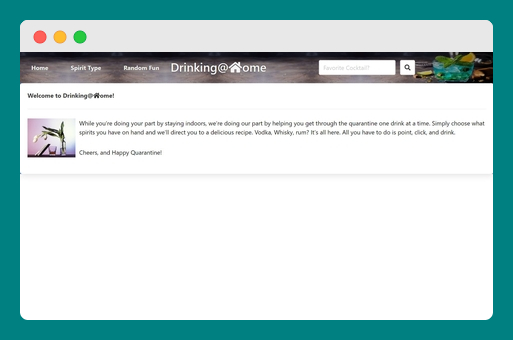 Home Spirit Type Random Fun Drinking@ome Favorite Cocktail?
Welcome to Drinking@ome!
While you're doing your part by staying indoors, we're doing our part by helping you get through the quarantine one drink at a time. Simply choose what
spirits you have on hand and we'll direct you to a delicious recipe. Vodka, Whisky, rum? It's all here. All you have to do is point, click, and drink.
Cheers, and Happy Quarantine!